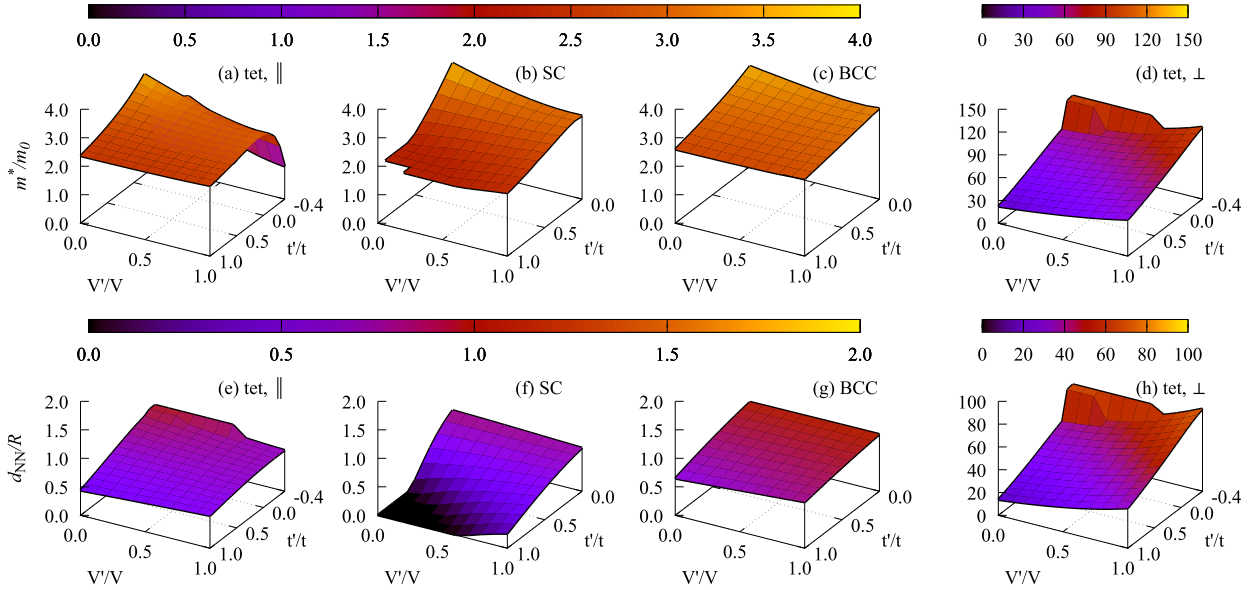 0.0 0.5 1.0 1.5 2.0 2.5 3.0 3.5 4.0
0 30 60 90 120 150
(a) tet, ∥
(b) SC
(c) BCC
(d) tet, ⊥
m*/m0
4.0 3.0 2.0 1.0 0.0
0.0 0.5 1.0
V'/V
1.0 0.5 0.0 -0.4
t'/t
4.0 3.0 2.0 1.0 0.0
0.0 0.5 1.0
V'/V
1.0 0.5 0.0
t'/t
4.0 3.0 2.0 1.0 0.0
0.0 0.5 1.0
V'/V
1.0 0.5 0.0
t'/t
150 120 90 60 30 0
0.0 0.5 1.0
V'/V
1.0 0.5 0.0 -0.4
t'/t
0.0 0.5 1.0 1.5 2.0
0 20 40 60 80 100
(e) tet, ∥
(f) SC
(g) BCC
(h) tet, ⊥
dNN/R
2.0 1.5 1.0 0.5 0.0
0.0 0.5 1.0
V'/V
1.0 0.5 0.0 -0.4
t'/t
2.0 1.5 1.0 0.5 0.0
0.0 0.5 1.0
V'/V
1.0 0.5 0.0
t'/t
2.0 1.5 1.0 0.5 0.0
0.0 0.5 1.0
V'/V
1.0 0.5 0.0
t'/t
100 80 60 40 20 0
0.0 0.5 1.0
V'/V
1.0 0.5 0.0 -0.4
t'/t